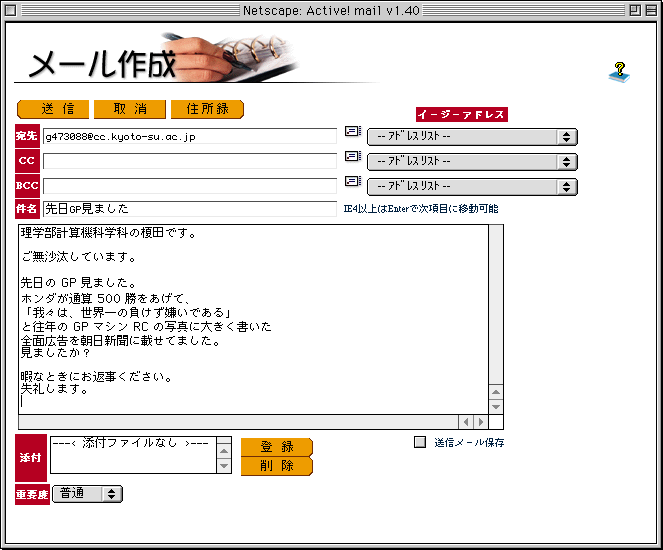 Netscape: Active! mail v1.40
メール作成
送 信
取 消
住所録
イージーアドレス
宛先
g473088@cc.kyoto-su.ac.jp
-- アドレスリスト --
CC
-- アドレスリスト --
BCC
-- アドレスリスト --
件名
先日GP見ました
IE4以上はEnterで次項目に移動可能
理学部計算機科学科の榎田です。
ご無沙汰しています。
先日の GP 見ました。
ホンダが通算 500 勝をあげて、
「我々は、世界一の負けず嫌いである」
と往年の GP マシン RC の写真に大きく書いた
全面広告を朝日新聞に載せてました。
見ましたか？
暇なときにお返事ください。
失礼します。
添付
---< 添付ファイルなし >---
登 録
削 除
送信メール保存
重要度
普通